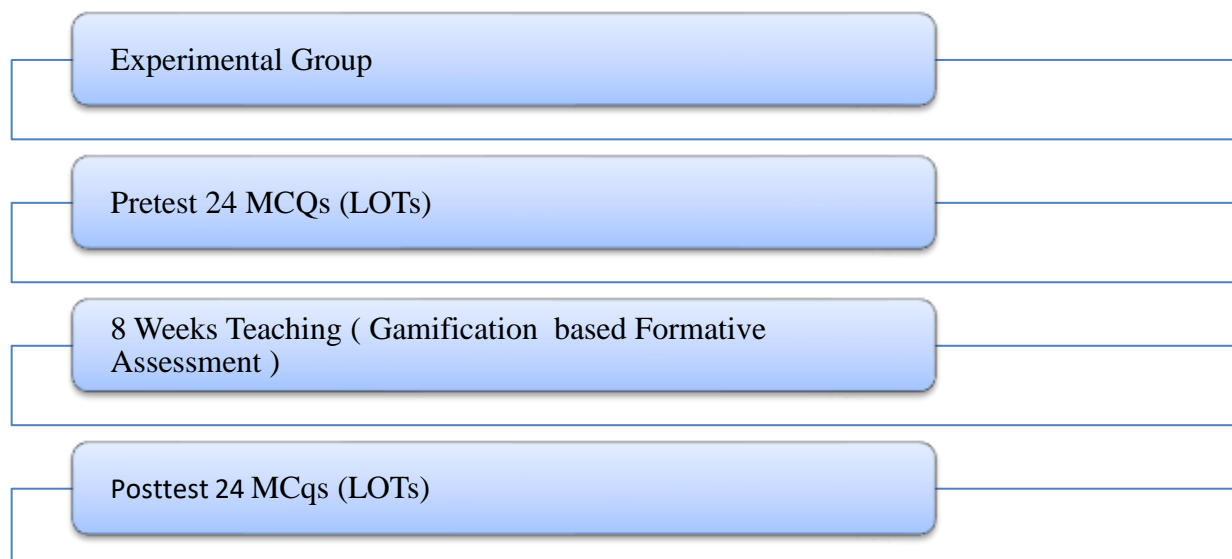 Experimental Group
Pretest 24 MCQs (LOTs)
8 Weeks Teaching ( Gamification  based Formative
Assessment )
Posttest 24 MCqs (LOTs)